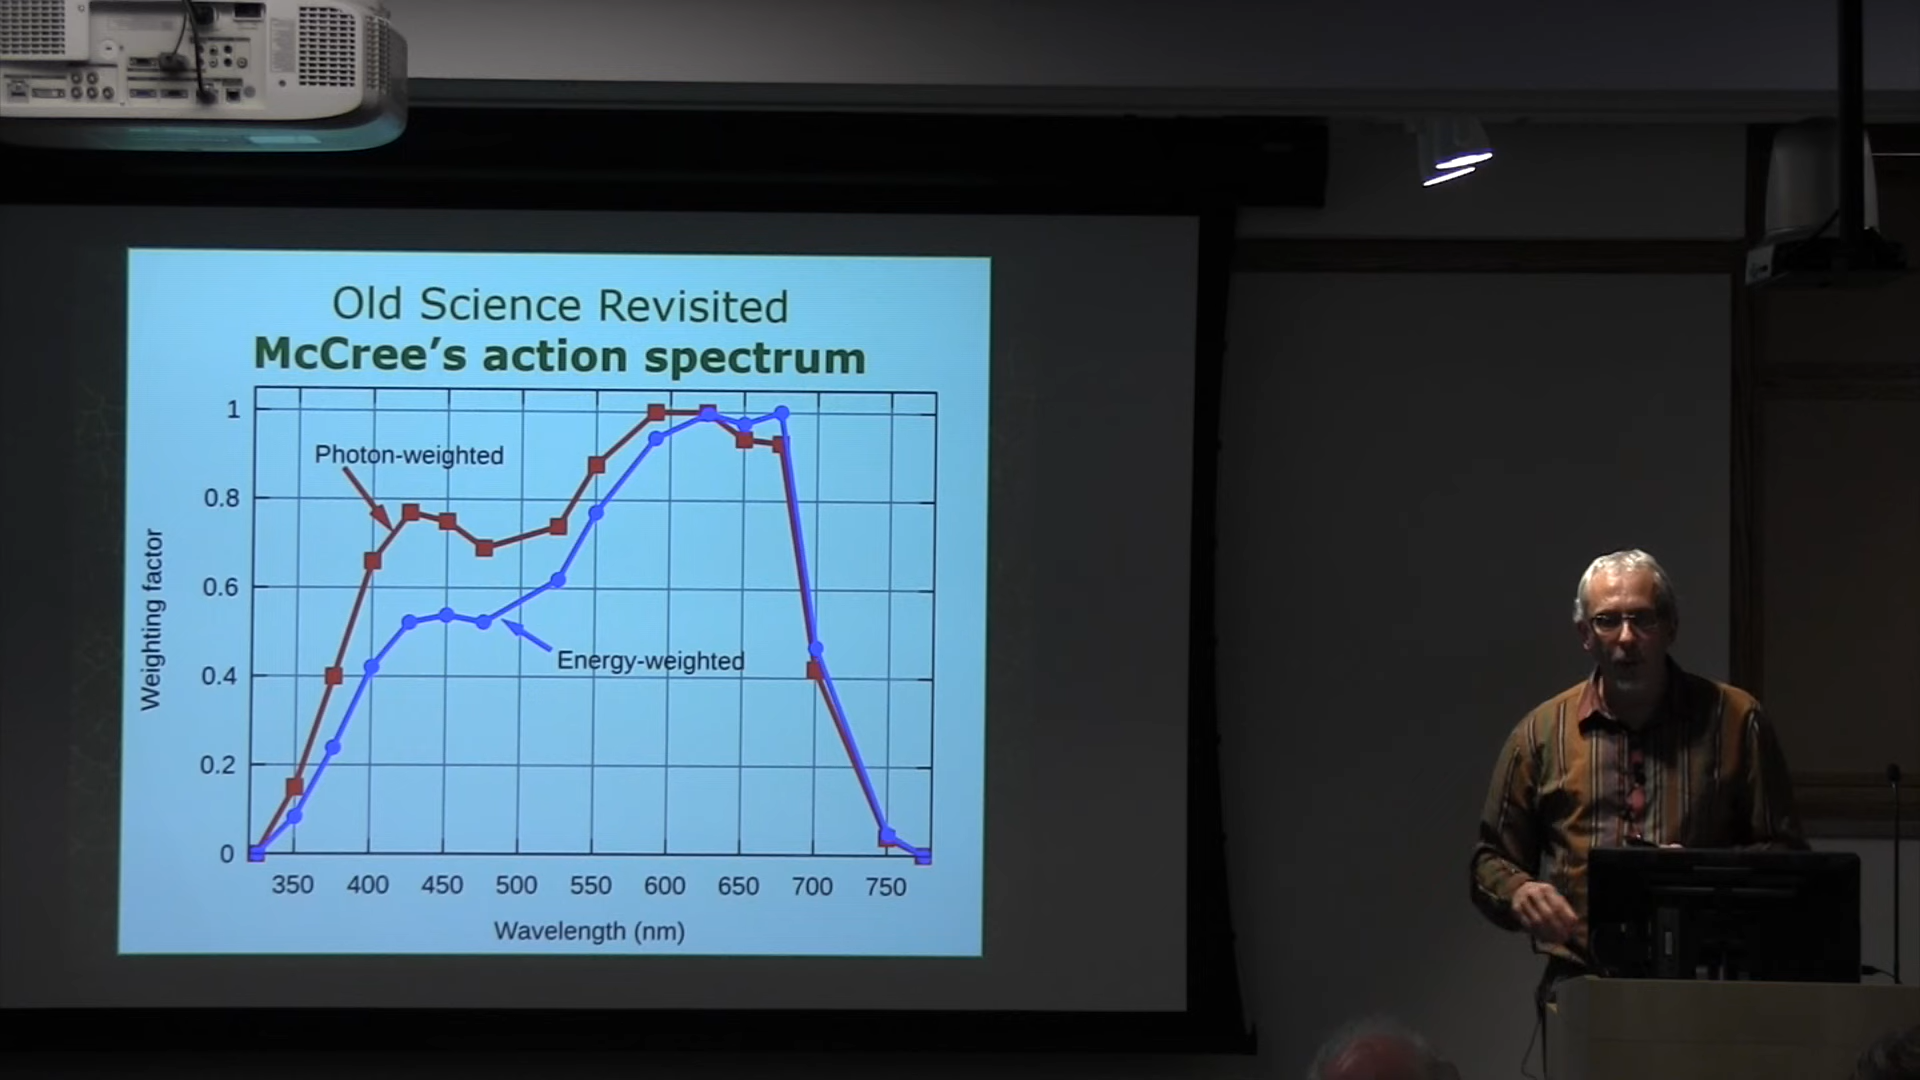 Old Science Revisited
McCree's action spectrum
1
Photon-weighted
0.8
0.6
Energy-weighted
0.4
0.2
0
Weighting factor
350 400 450 500 550 600 650 700 750
Wavelength (nm)